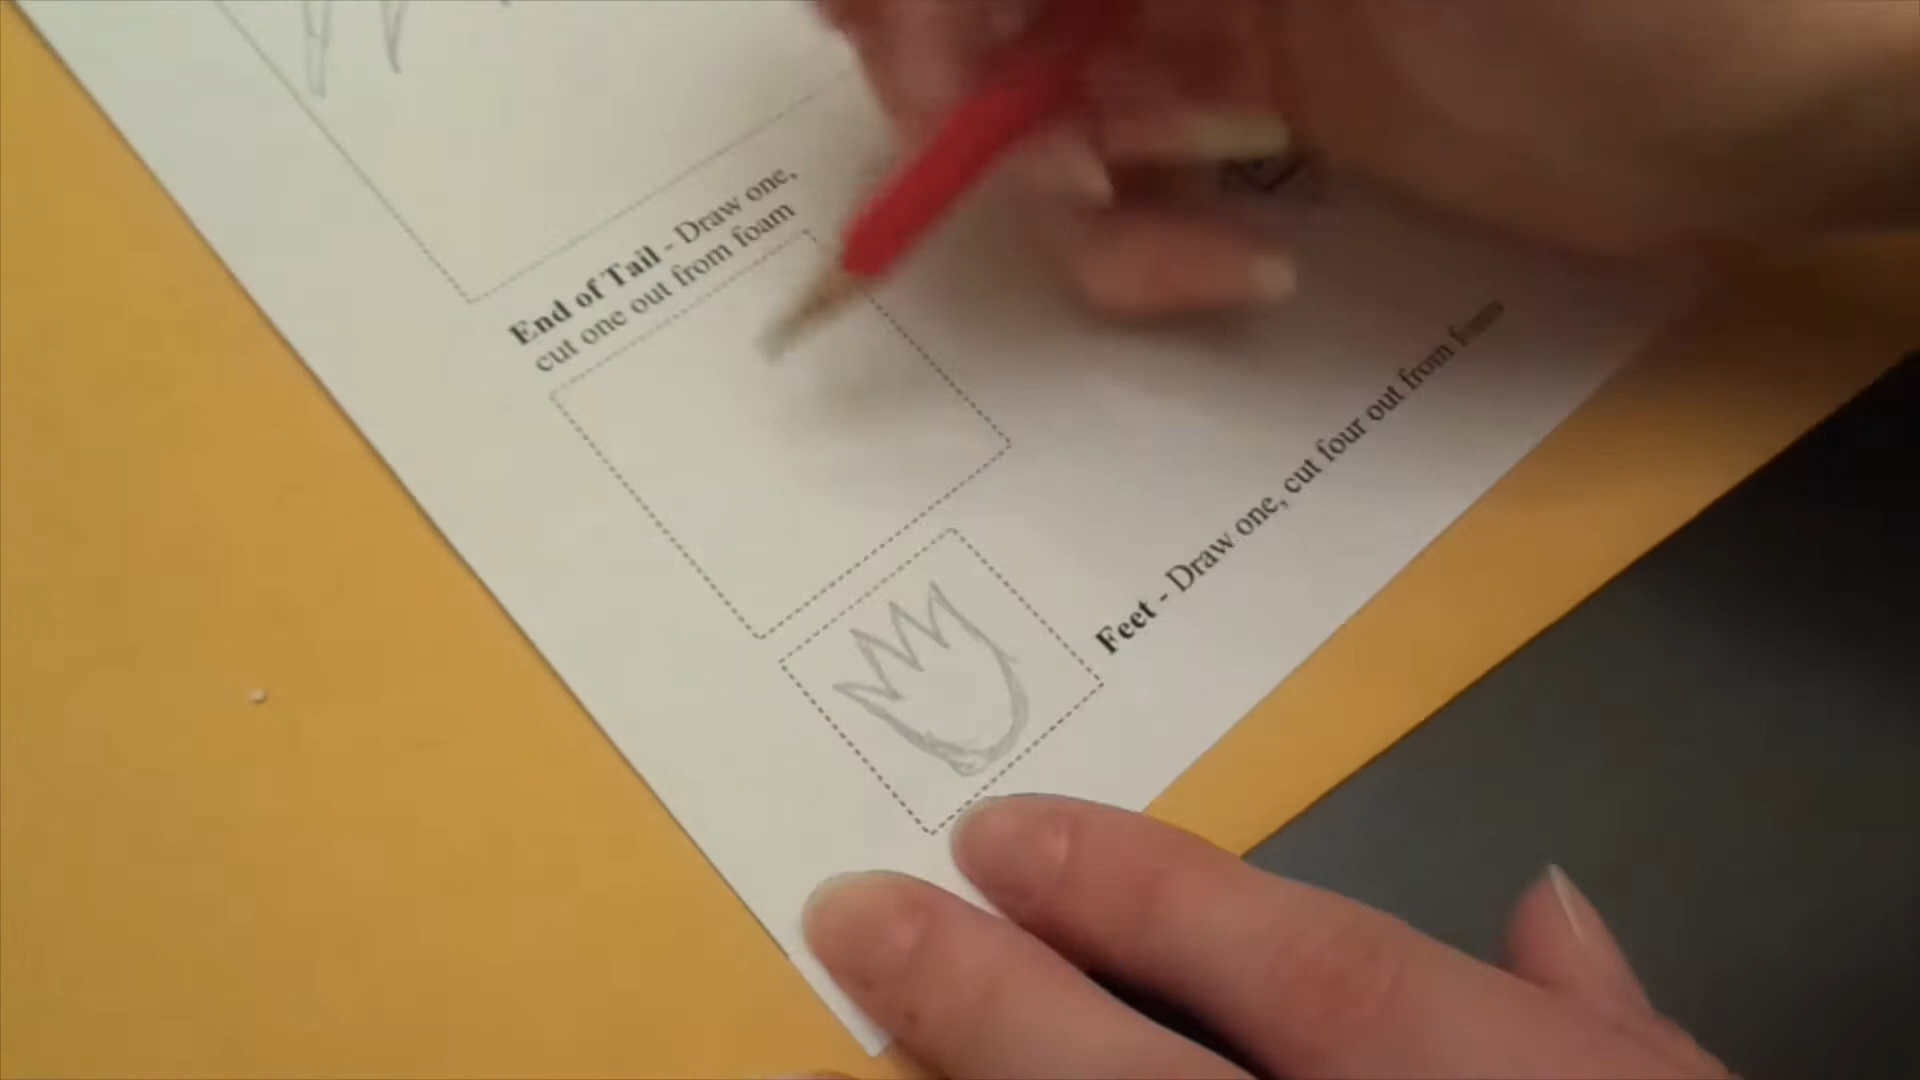 End of Tail - Draw one,
cut one out from foam
Feet - Draw one, cut four out from foam